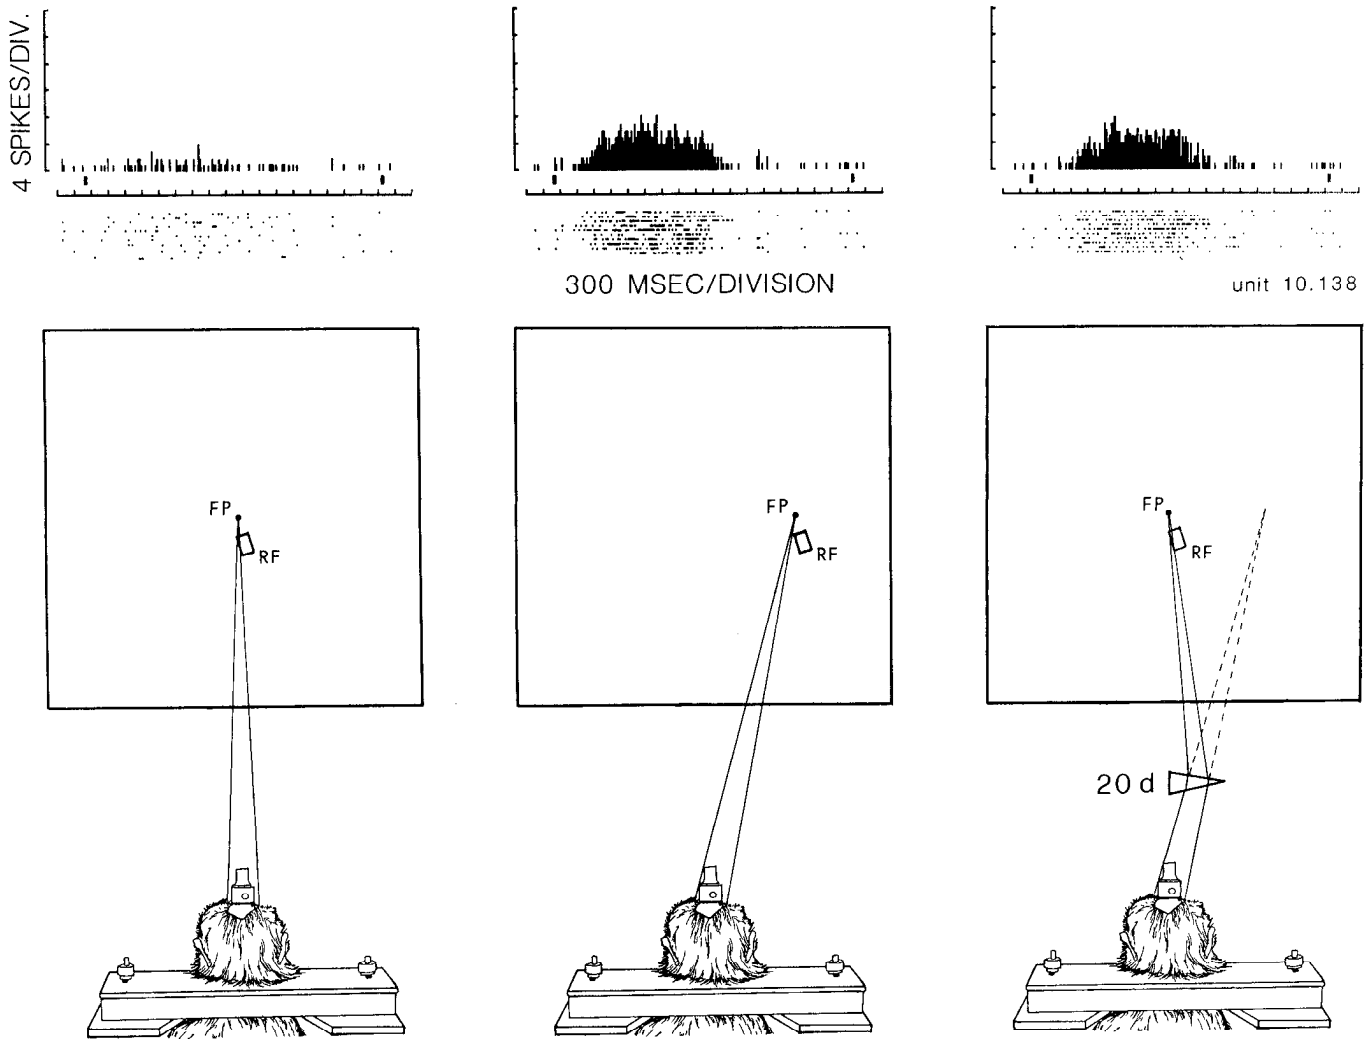 4 SPIKES/DIV.
300 MSEC/DIVISION
unit 10.138
FP
RF
FP
RF
FP
RF
20 d